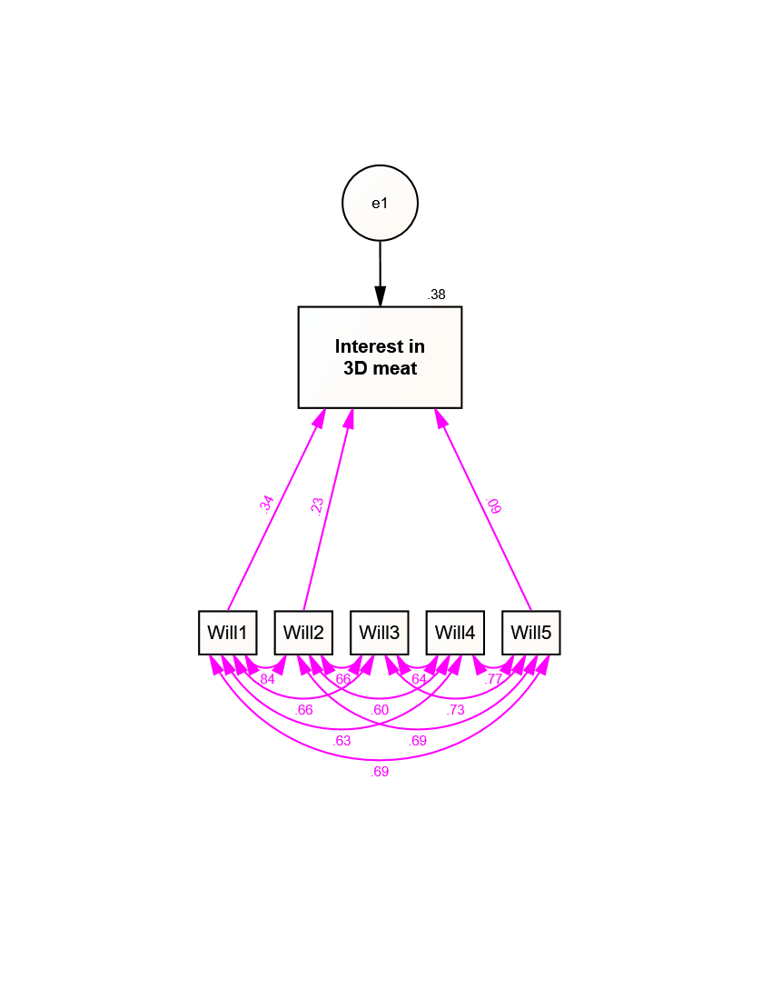 e1
.38
Interest in
3D meat
.34
.23
.09
Will1
Will2
Will3
Will4
Will5
.84
.66
.64
.77
.66
.60
.73
.63
.69
.69